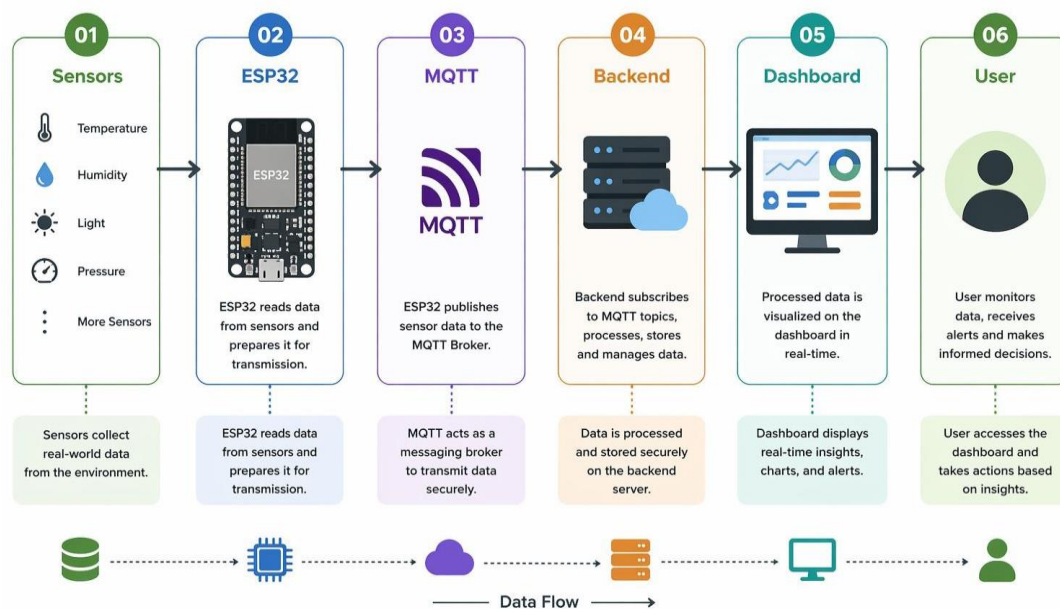 01
Sensors
Temperature
Humidity
Light
Pressure
More Sensors
02
ESP32
ESP32
ESP32 reads data
from sensors and
prepares it for
transmission.
03
MQTT
MQTT
ESP32 publishes
sensor data to the
MQTT Broker.
04
Backend
Backend subscribes
to MQTT topics,
processes, stores
and manages data.
05
Dashboard
Processed data is
visualized on the
dashboard in
real-time.
06
User
User monitors
data, receives
alerts and makes
informed decisions.
Sensors collect
real-world data
from the environment.
ESP32 reads data
from sensors and
prepares it for
transmission.
MQTT acts as a
messaging broker
to transmit data
securely.
Data is processed
and stored securely
on the backend
server.
Dashboard displays
real-time insights,
charts, and alerts.
User accesses the
dashboard and
takes actions based
on insights.
Data Flow